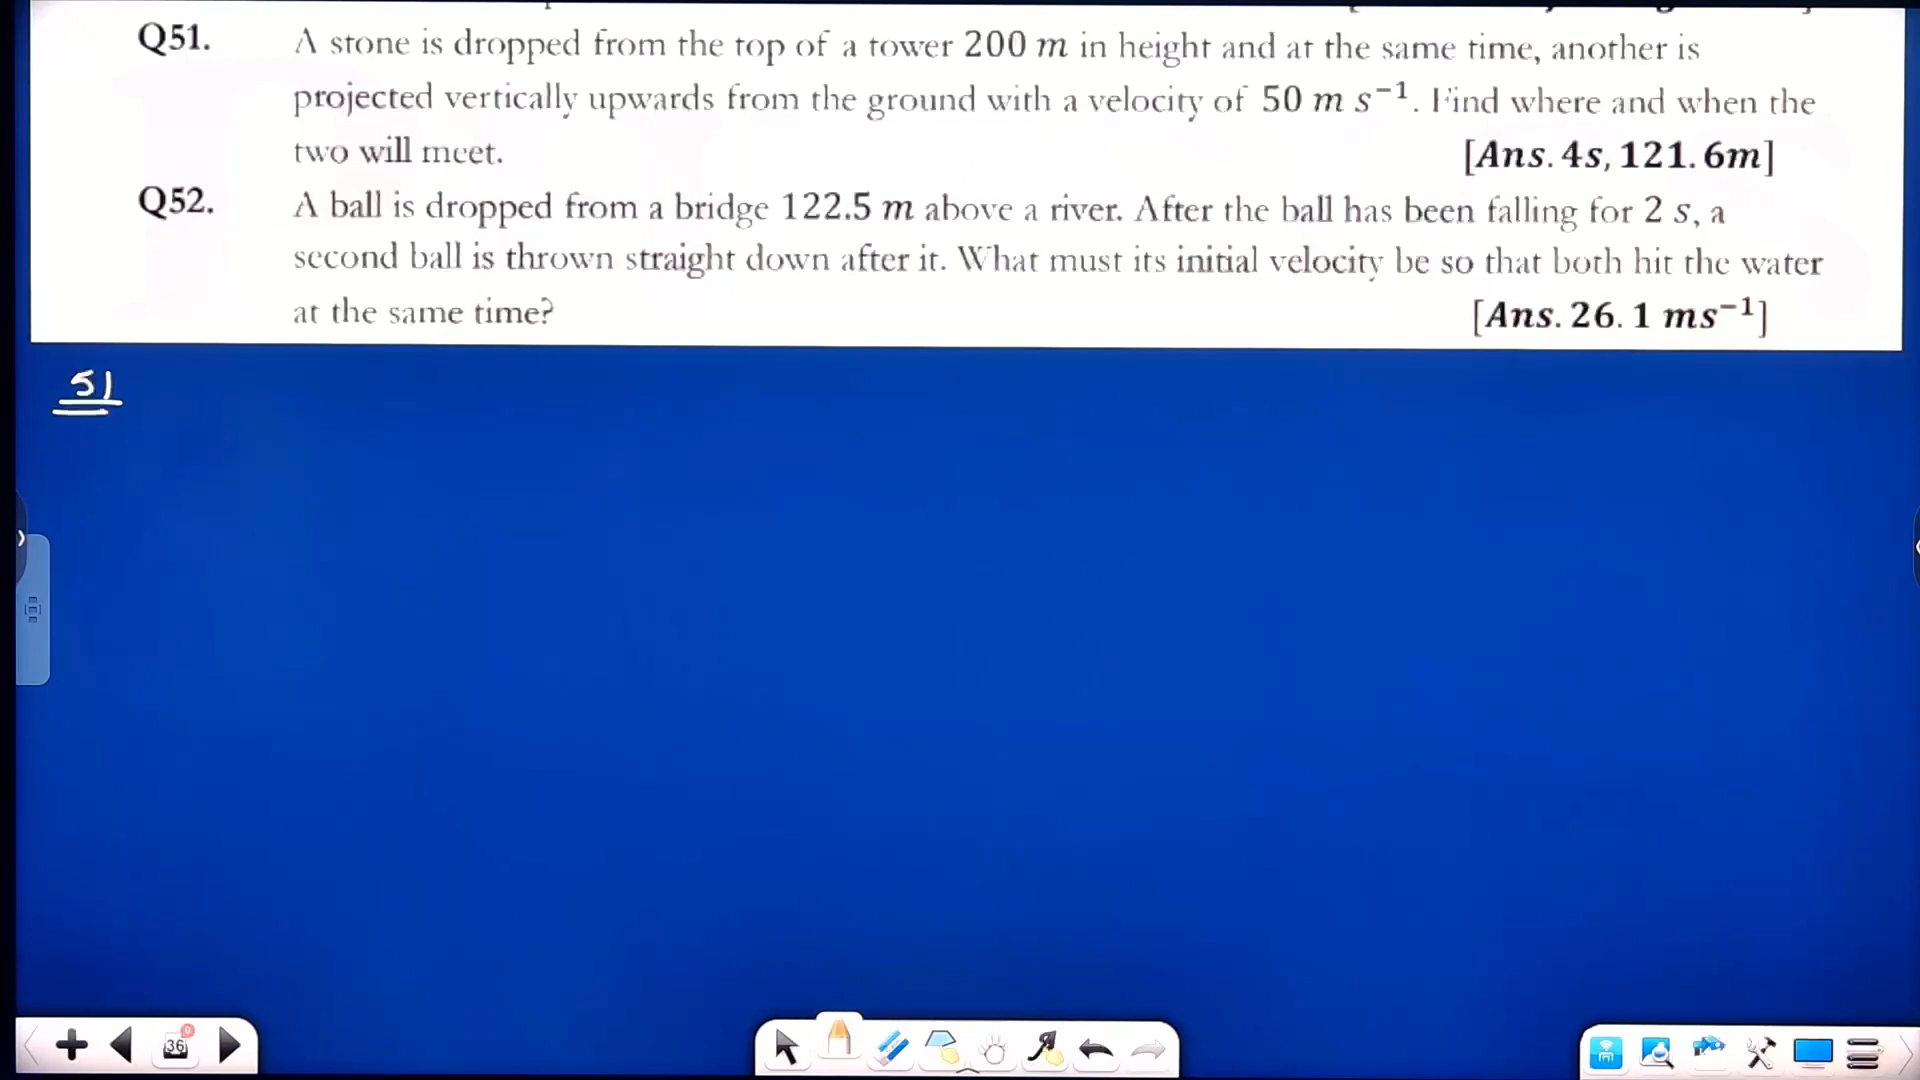 Q51. A stone is dropped from the top of a tower 200 m in height and at the same time, another is
projected vertically upwards from the ground with a velocity of 50 m s⁻¹. Find where and when the
two will meet. [Ans. 4s, 121.6m]
Q52. A ball is dropped from a bridge 122.5 m above a river. After the ball has been falling for 2 s, a
second ball is thrown straight down after it. What must its initial velocity be so that both hit the water
at the same time? [Ans. 26.1 ms⁻¹]
51
36
0